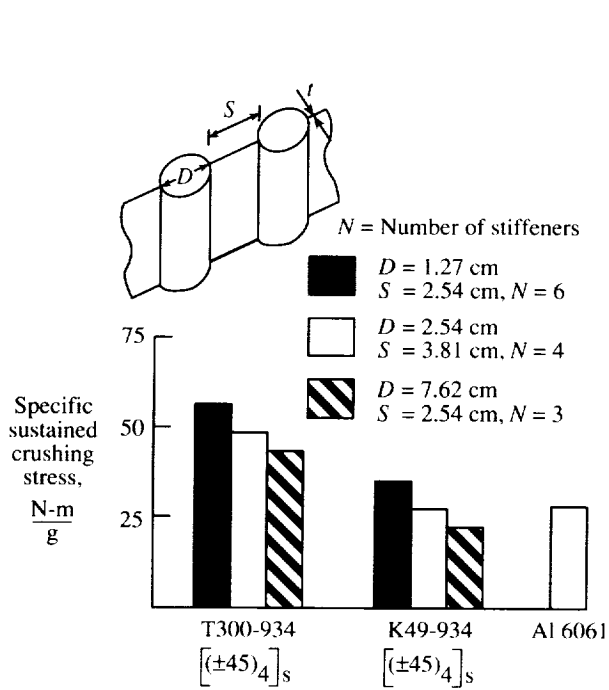 t
S
D
N = Number of stiffeners
D = 1.27 cm
S = 2.54 cm, N = 6
D = 2.54 cm
S = 3.81 cm, N = 4
D = 7.62 cm
S = 2.54 cm, N = 3
75
50
25
Specific
sustained
crushing
stress,
N-m
g
T300-934
[(±45)4]s
K49-934
[(±45)4]s
Al 6061